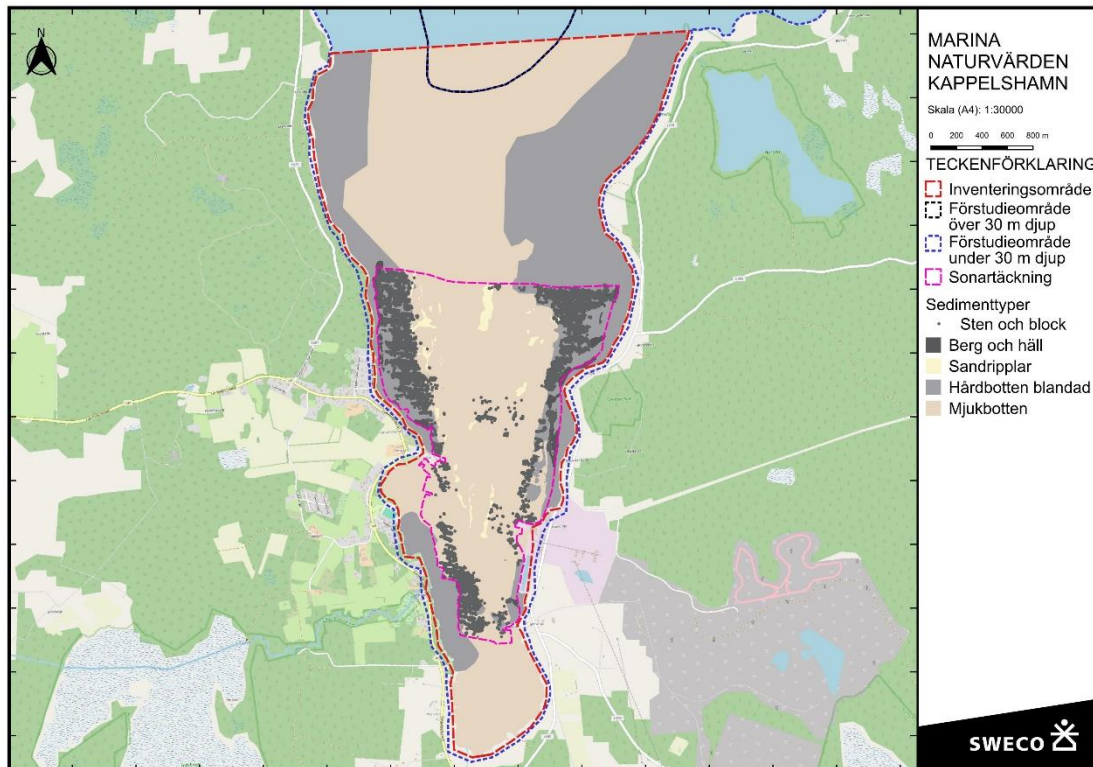 N
MARINA
NATURVÄRDEN
KAPPELSHAMN
Skala (A4): 1:30000
0 200 400 600 800 m
TECKENFÖRKLARING
Inventeringsområde
Förstudieområde
över 30 m djup
Förstudieområde
under 30 m djup
Sonartäckning
Sedimenttyper
Sten och block
Berg och häll
Sandripplar
Hårdbotten blandad
Mjukbotten
SWECO